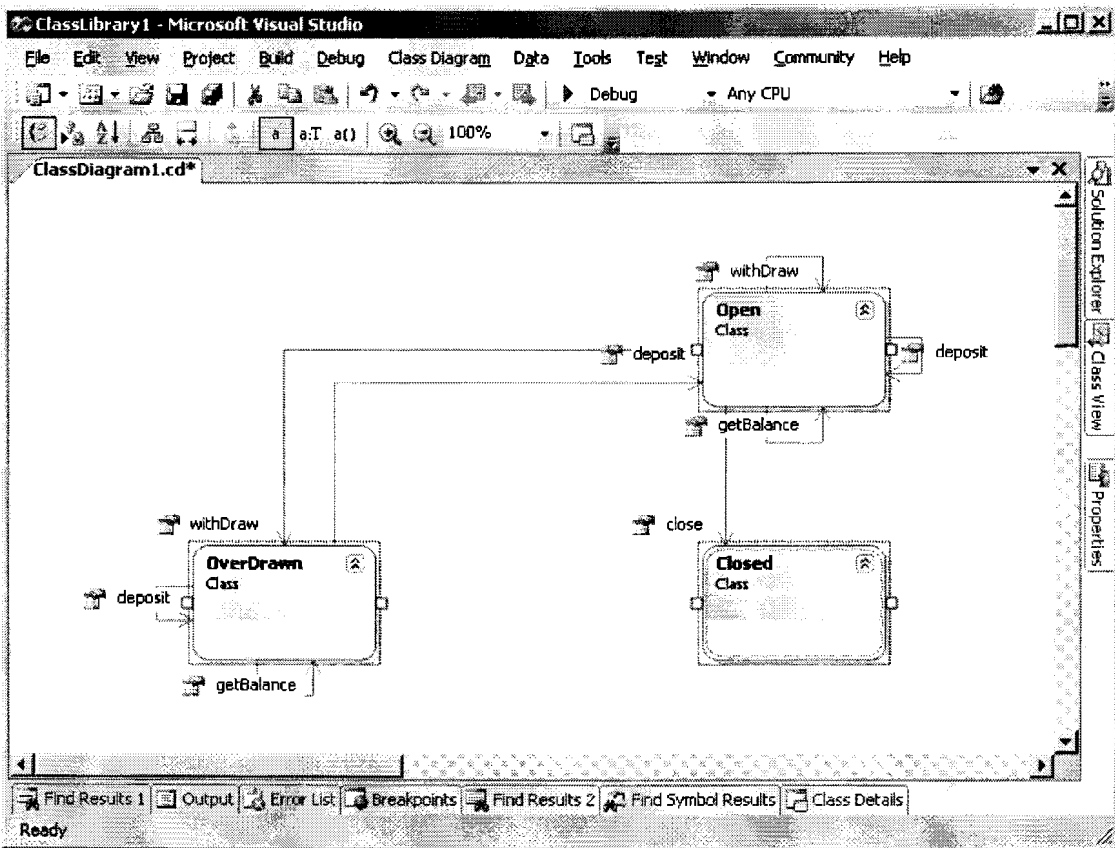 ClassLibrary1 - Microsoft Visual Studio
File Edit View Project Build Debug Class Diagram Data Tools Test Window Community Help
Debug Any CPU
a a:T a() 100%
ClassDiagram1.cd*
Solution Explorer
Class View
Properties
withDraw
Open
Class
deposit
deposit
getBalance
withDraw
close
OverDrawn
Class
Closed
Class
deposit
getBalance
Find Results 1 Output Error List Breakpoints Find Results 2 Find Symbol Results Class Details
Ready